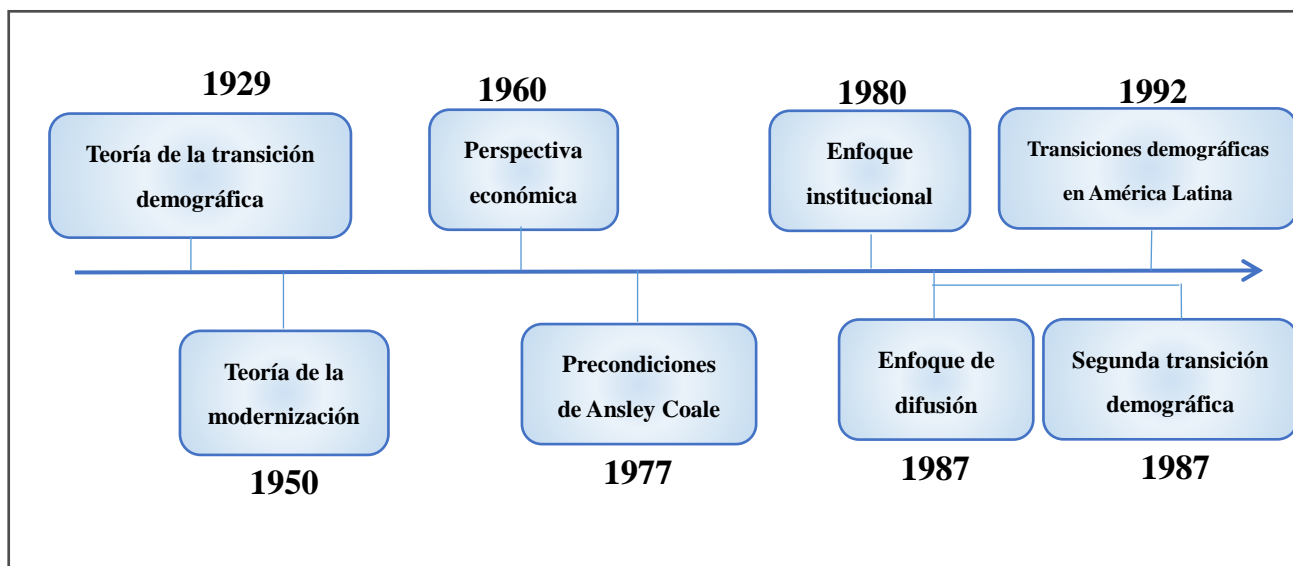 1929
Teoría de la transición
demográfica
1960
Perspectiva
económica
1980
Enfoque
institucional
1992
Transiciones demográficas
en América Latina
Teoría de la
modernización
1950
Precondiciones
de Ansley Coale
1977
Enfoque de
difusión
1987
Segunda transición
demográfica
1987